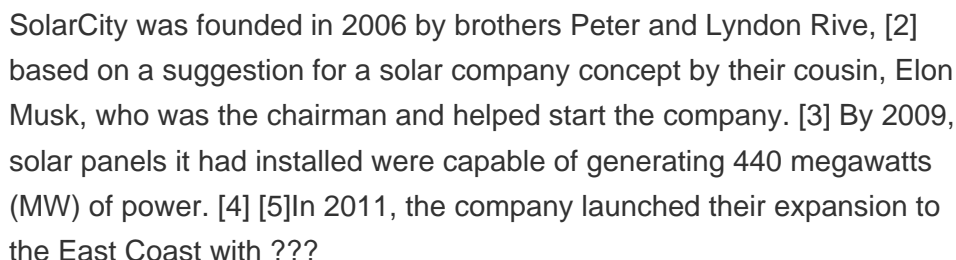 SolarCity was founded in 2006 by brothers Peter and Lyndon Rive, [2]
based on a suggestion for a solar company concept by their cousin, Elon
Musk, who was the chairman and helped start the company. [3] By 2009,
solar panels it had installed were capable of generating 440 megawatts
(MW) of power. [4] [5]In 2011, the company launched their expansion to
the East Coast with ???